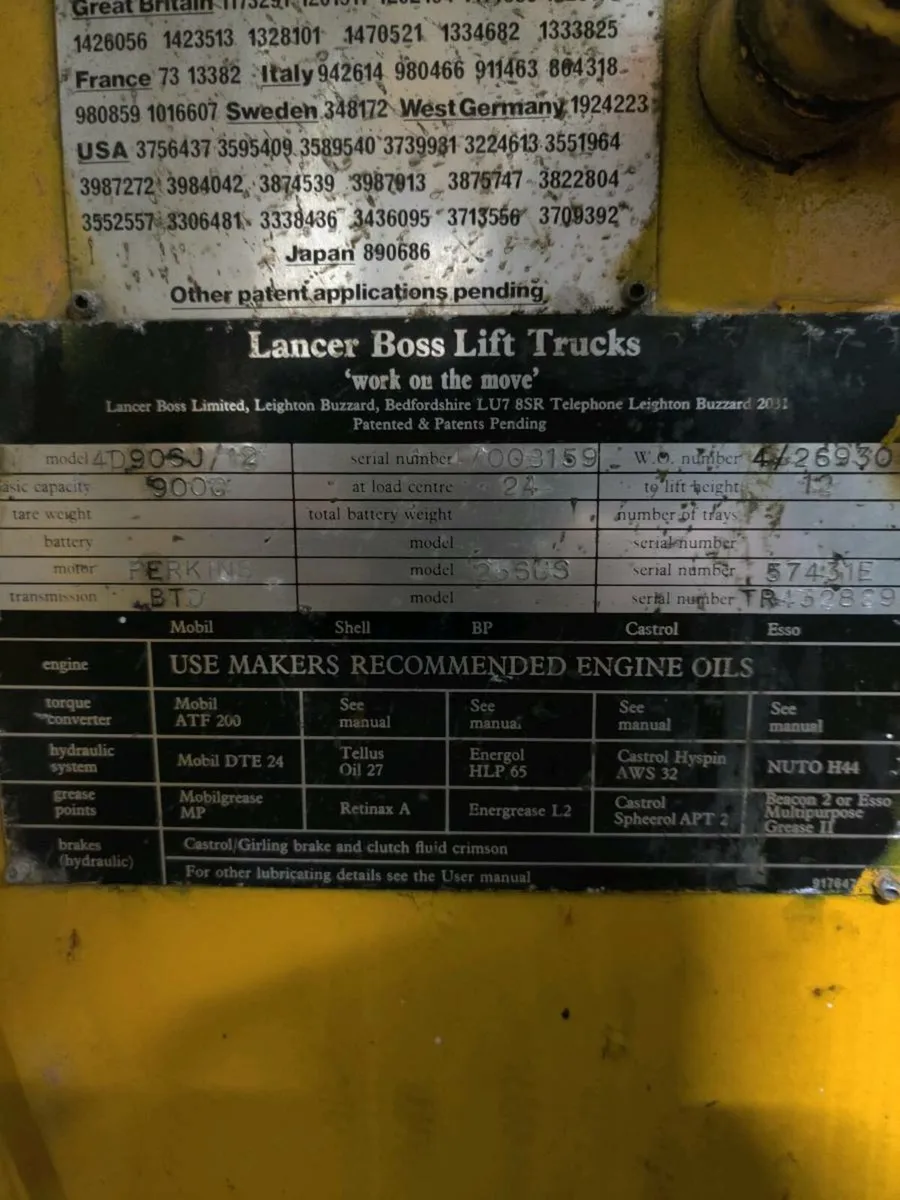 Great Britain
1426056 1423513 1328101 1470521 1334682 1333825
France 73 13382 Italy 942614 980466 911463 864318
980859 1016607 Sweden 348172 West Germany 1924223
USA 3756437 3595409 3589540 3739931 3224613 3551964
3987272 3984042 3874539 3987013 3875747 3822804
3552557 3306481 3338436 3436095 3713556 3709392
Japan 890686
Other patent applications pending
Lancer Boss Lift Trucks
'work on the move'
Lancer Boss Limited, Leighton Buzzard, Bedfordshire LU7 8SR Telephone Leighton Buzzard 2031
Patented & Patents Pending
model 4D90SJ/12 serial number W.O. number 4/26930
asic capacity 9000 at load centre 24 to lift height 12
tare weight total battery weight number of trays
battery model serial number
motor PERKINS model serial number 57431E
transmission model serial number
Mobil Shell BP Castrol Esso
engine USE MAKERS RECOMMENDED ENGINE OILS
torque converter Mobil ATF 200 See manual See manual See manual See manual
hydraulic system Mobil DTE 24 Tellus Oil 27 Energol HLP 65 Castrol Hyspin AWS 32 NUTO H44
grease points Mobilgrease MP Retinax A Energrease L2 Castrol Spheerol APT 2 Beacon 2 or Esso Multipurpose Grease H
brakes (hydraulic) Castrol/Girling brake and clutch fluid crimson
For other lubricating details see the User manual